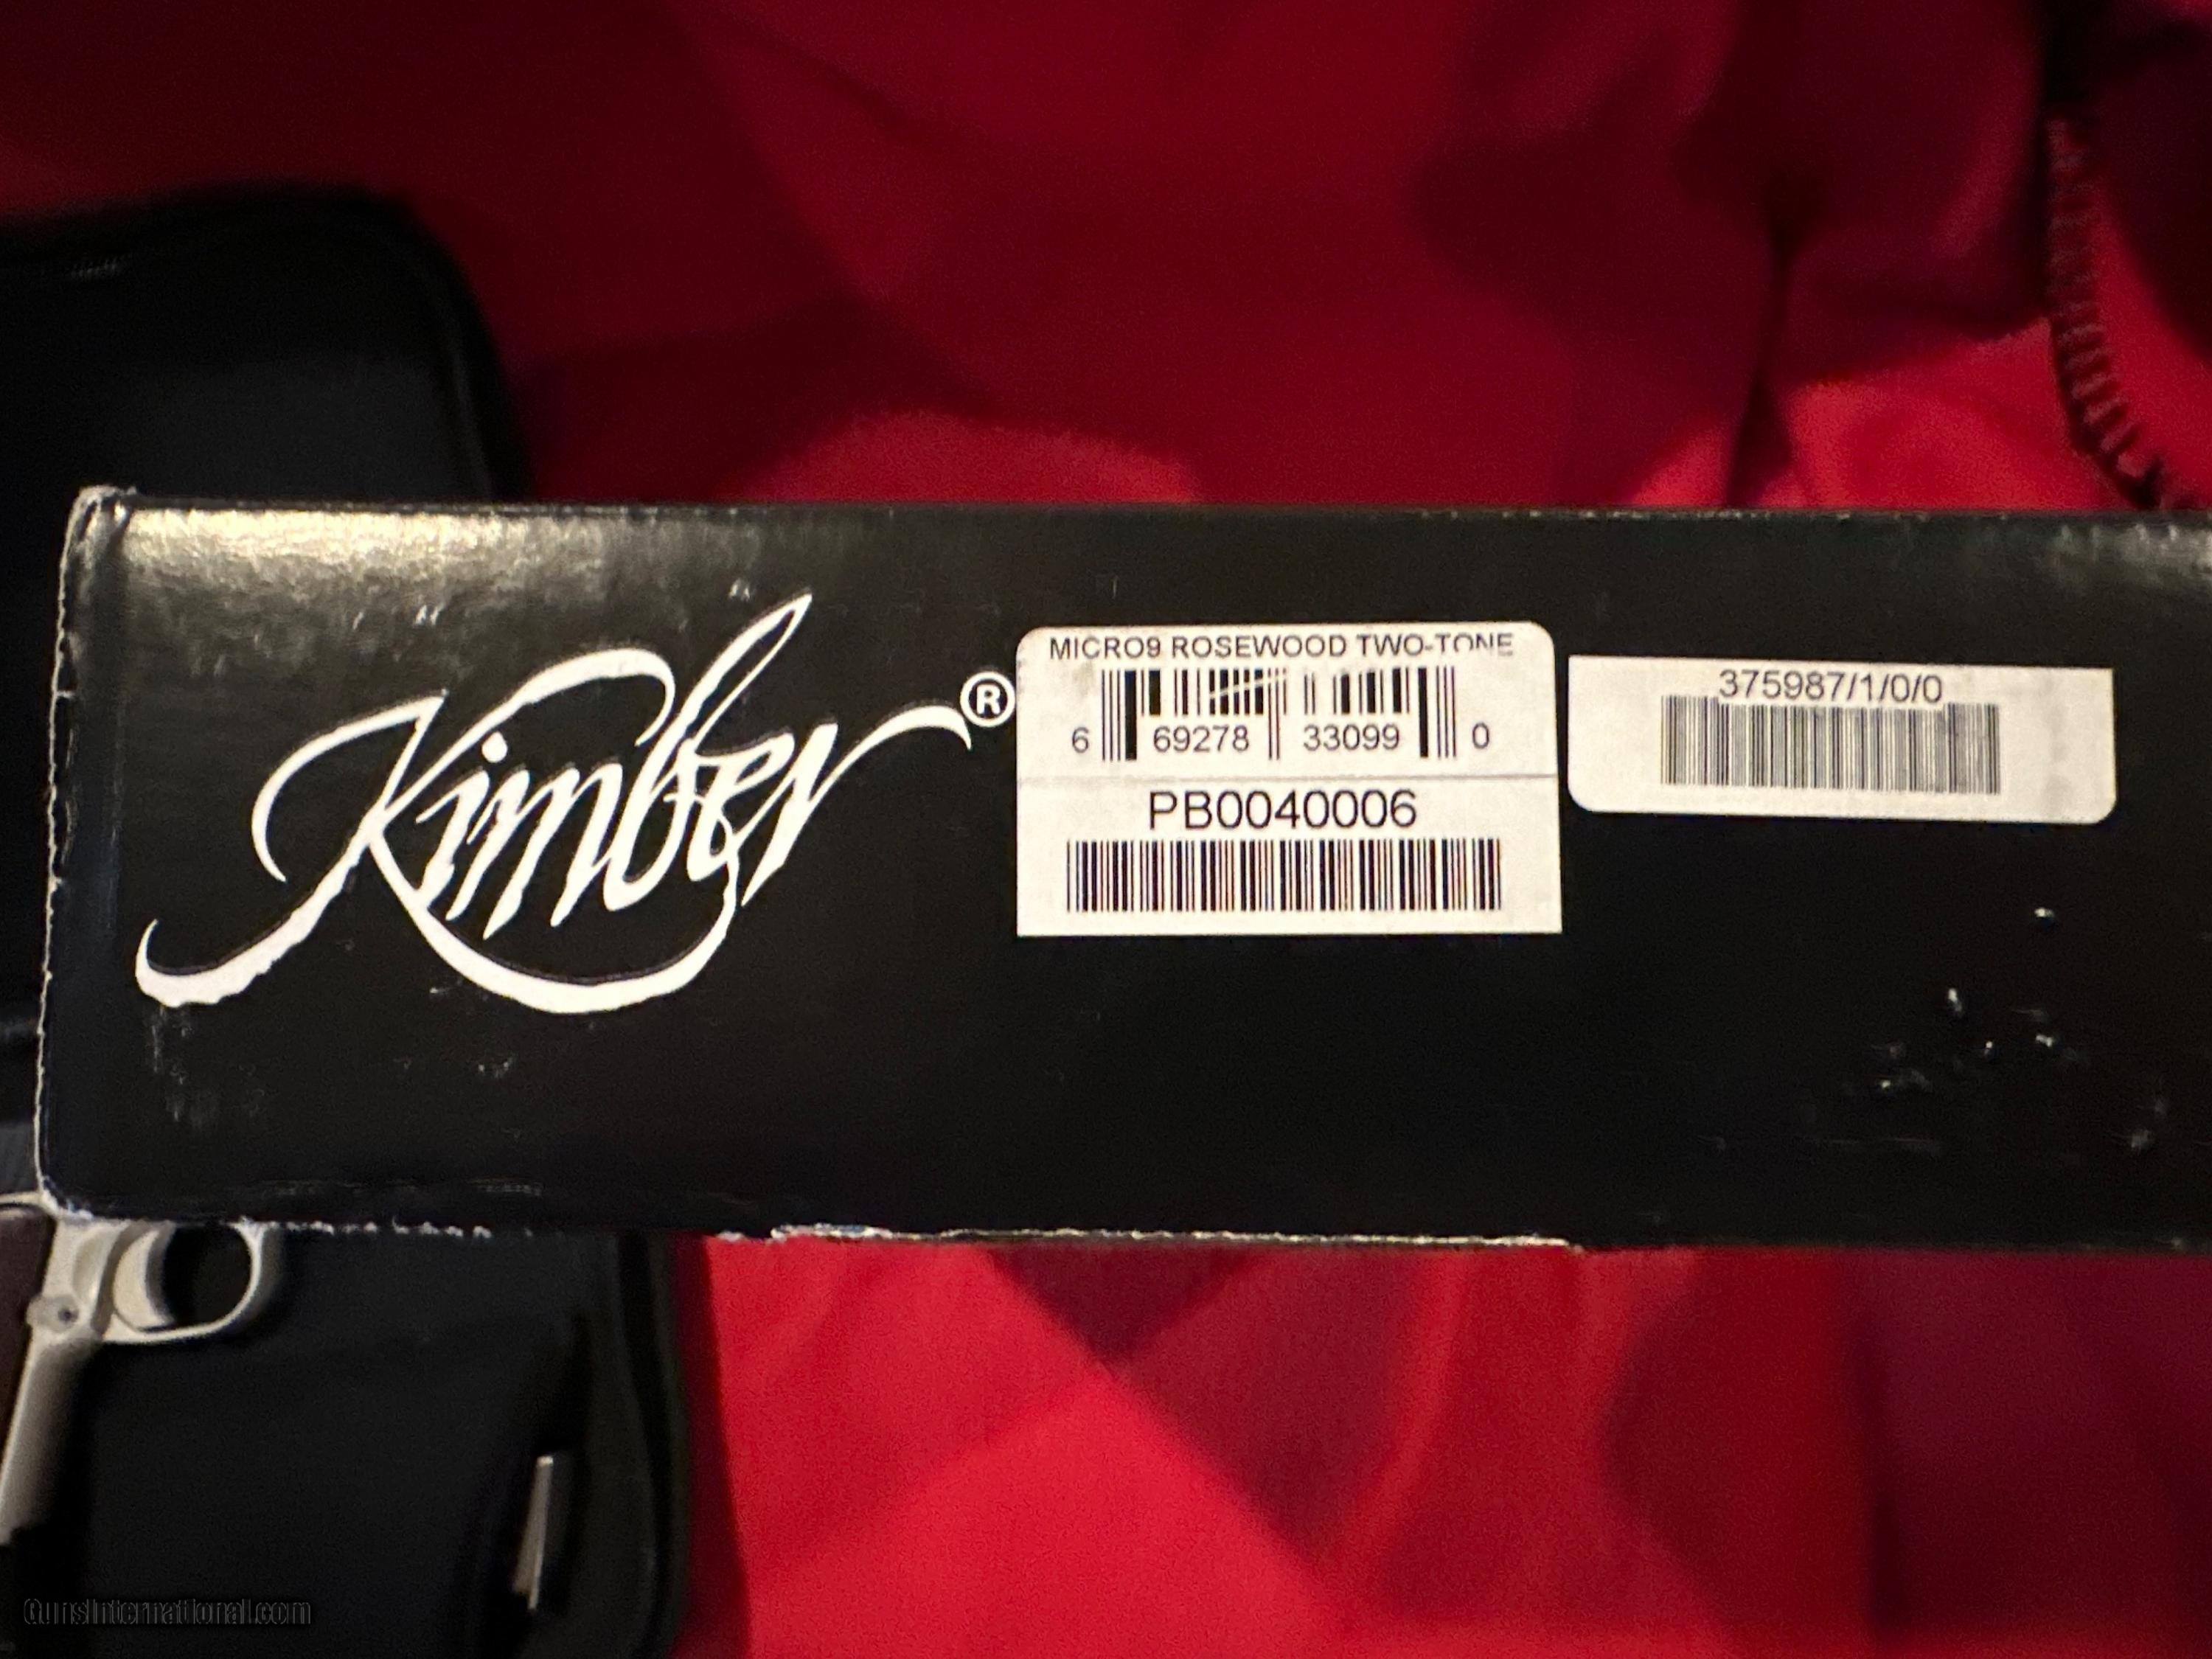 Kimber®
MICRO9 ROSEWOOD TWO-TONE
6 69278 33099 0
PB0040006
375987/1/0/0
GunsInternational.com